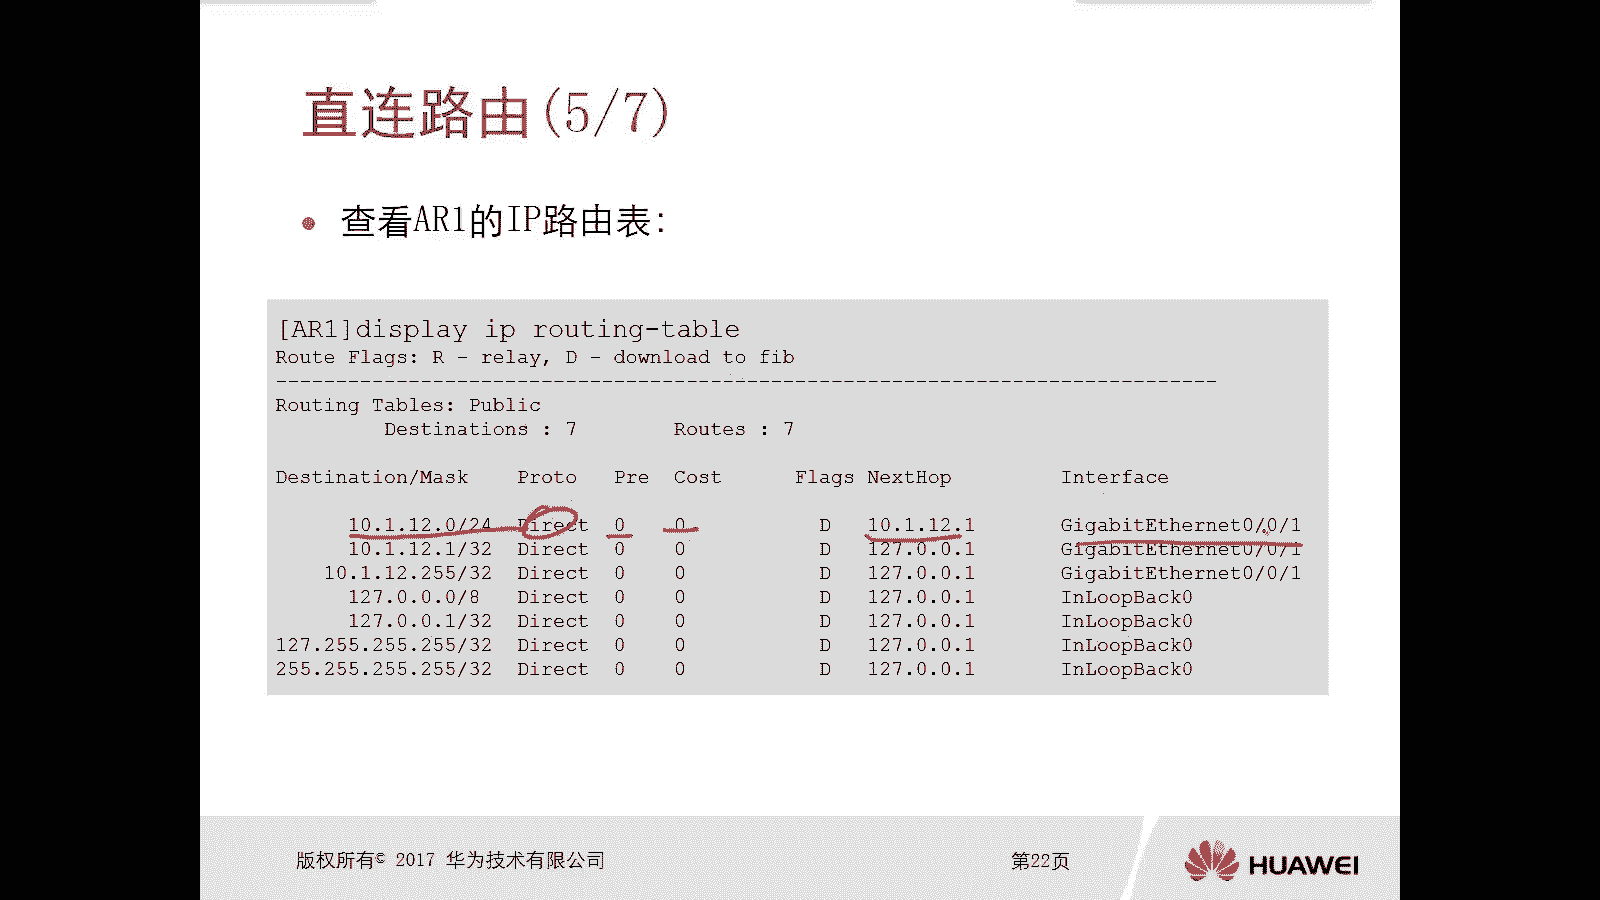 直连路由(5/7)
查看AR1的IP路由表:
[AR1]display ip routing-table
Route Flags: R - relay, D - download to fib
------------------------------------------------------------------------------
Routing Tables: Public
Destinations : 7 Routes : 7
Destination/Mask Proto Pre Cost Flags NextHop Interface
10.1.12.0/24 Direct 0 0 D 10.1.12.1 GigabitEthernet0/0/1
10.1.12.1/32 Direct 0 0 D 127.0.0.1 GigabitEthernet0/0/1
10.1.12.255/32 Direct 0 0 D 127.0.0.1 GigabitEthernet0/0/1
127.0.0.0/8 Direct 0 0 D 127.0.0.1 InLoopBack0
127.0.0.1/32 Direct 0 0 D 127.0.0.1 InLoopBack0
127.255.255.255/32 Direct 0 0 D 127.0.0.1 InLoopBack0
255.255.255.255/32 Direct 0 0 D 127.0.0.1 InLoopBack0
版权所有© 2017 华为技术有限公司 第22页 HUAWEI